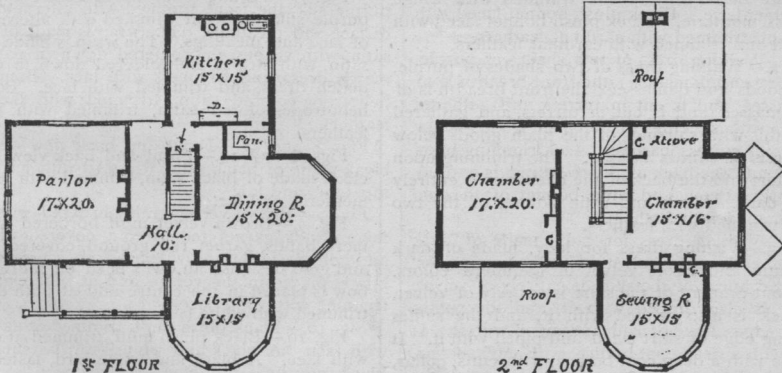 Kitchen
15 X 15
D.
Pan.
Parlor
17. X 20.
Dining R.
15 X 20.
Hall
10.
Library
15 X 15
1st FLOOR
Roof
C.
Alcove
Chamber
17. X 20.
Chamber
15 X 16.
C
C.
Roof
Sewing R
15 X 15
2nd FLOOR